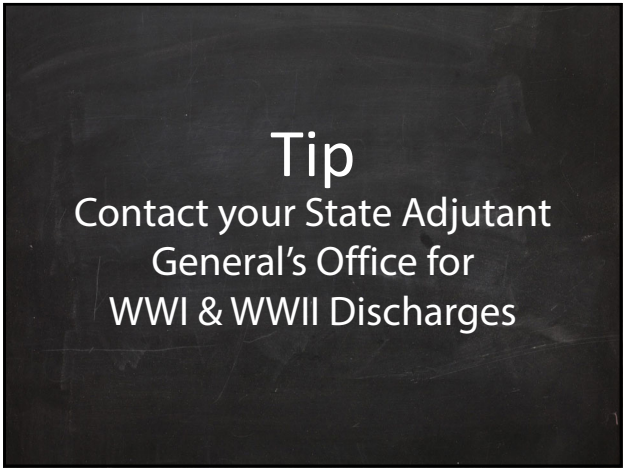 Tip
Contact your State Adjutant
General's Office for
WWI & WWII Discharges